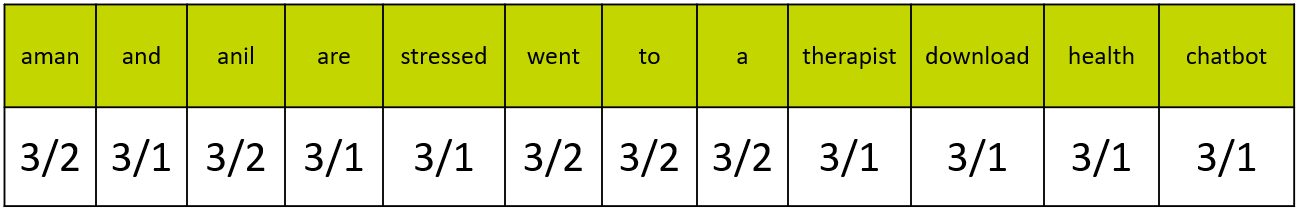 aman and anil are stressed went to a therapist download health chatbot
3/2 3/1 3/2 3/1 3/1 3/2 3/2 3/2 3/1 3/1 3/1 3/1